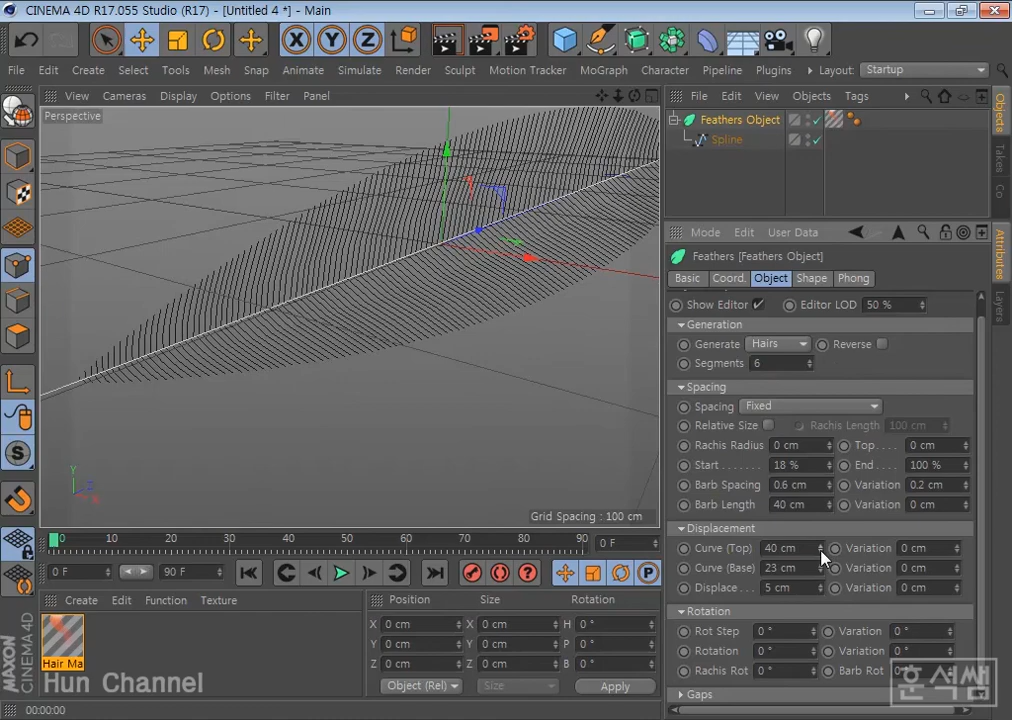 CINEMA 4D R17.055 Studio (R17) - [Untitled 4 *] - Main
X Y Z
File Edit Create Select Tools Mesh Snap Animate Simulate Render Sculpt Motion Tracker MoGraph Character Pipeline Plugins Layout: Startup
View Cameras Display Options Filter Panel
File Edit View Objects Tags
Perspective
Feathers Object
Spline
Objects
Takes
Co
Mode Edit User Data
Feathers [Feathers Object]
Basic Coord. Object Shape Phong
Attributes
Layers
Show Editor Editor LOD 50 %
Generation
Generate Hairs Reverse
Segments 6
Spacing
Spacing Fixed
Relative Size Rachis Length 100 cm
Rachis Radius 0 cm Top. . . . 0 cm
Start . . . . . . . 18 % End . . . . 100 %
Barb Spacing 0.6 cm Variation 0.2 cm
Barb Length 40 cm Variation 0 cm
Displacement
Curve (Top) 40 cm Variation 0 cm
Curve (Base) 23 cm Variation 0 cm
Displace . . . 5 cm Variation 0 cm
Rotation
Rot Step 0 ° Varation 0 °
Rotation 0 ° Variation 0 °
Rachis Rot 0 ° Barb Rot 0 °
Gaps
Y
Z
Grid Spacing : 100 cm
0 10 20 30 40 50 60 70 80 90 0 F
0 F 90 F
P
S
Create Edit Function Texture
Hair Ma
Position Size Rotation
X 0 cm X 0 cm H 0 °
Y 0 cm Y 0 cm P 0 °
Z 0 cm Z 0 cm B 0 °
Object (Rel) Size Apply
MAXON CINEMA 4D
Hun Channel
훈석쌤
00:00:00